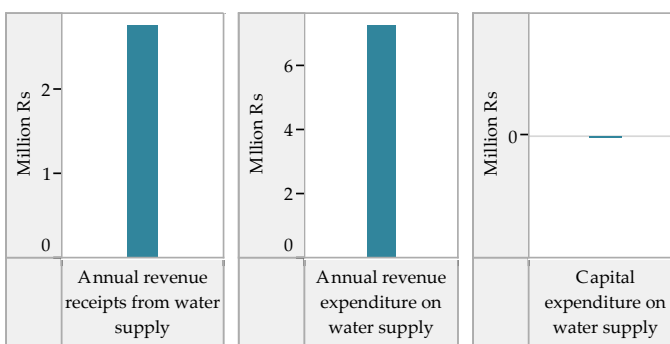 Million Rs
2
1
0
Annual revenue
receipts from water
supply
Million Rs
6
4
2
0
Annual revenue
expenditure on
water supply
Million Rs
0
Capital
expenditure on
water supply